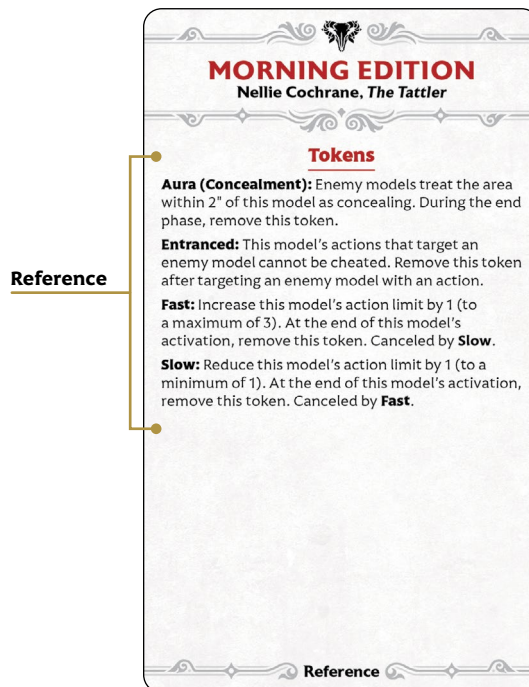 MORNING EDITION
Nellie Cochrane, The Tattler
Tokens
Aura (Concealment): Enemy models treat the area
within 2" of this model as concealing. During the end
phase, remove this token.
Entranced: This model's actions that target an
enemy model cannot be cheated. Remove this token
after targeting an enemy model with an action.
Fast: Increase this model's action limit by 1 (to
a maximum of 3). At the end of this model's
activation, remove this token. Canceled by Slow.
Slow: Reduce this model's action limit by 1 (to a
minimum of 1). At the end of this model's activation,
remove this token. Canceled by Fast.
Reference
Reference